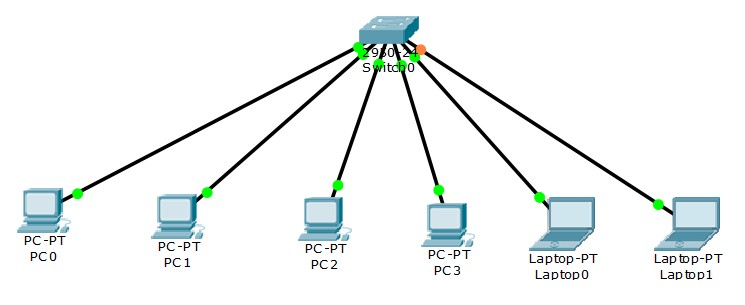 2950-24
Switch0
PC-PT
PC0
PC-PT
PC1
PC-PT
PC2
PC-PT
PC3
Laptop-PT
Laptop0
Laptop-PT
Laptop1